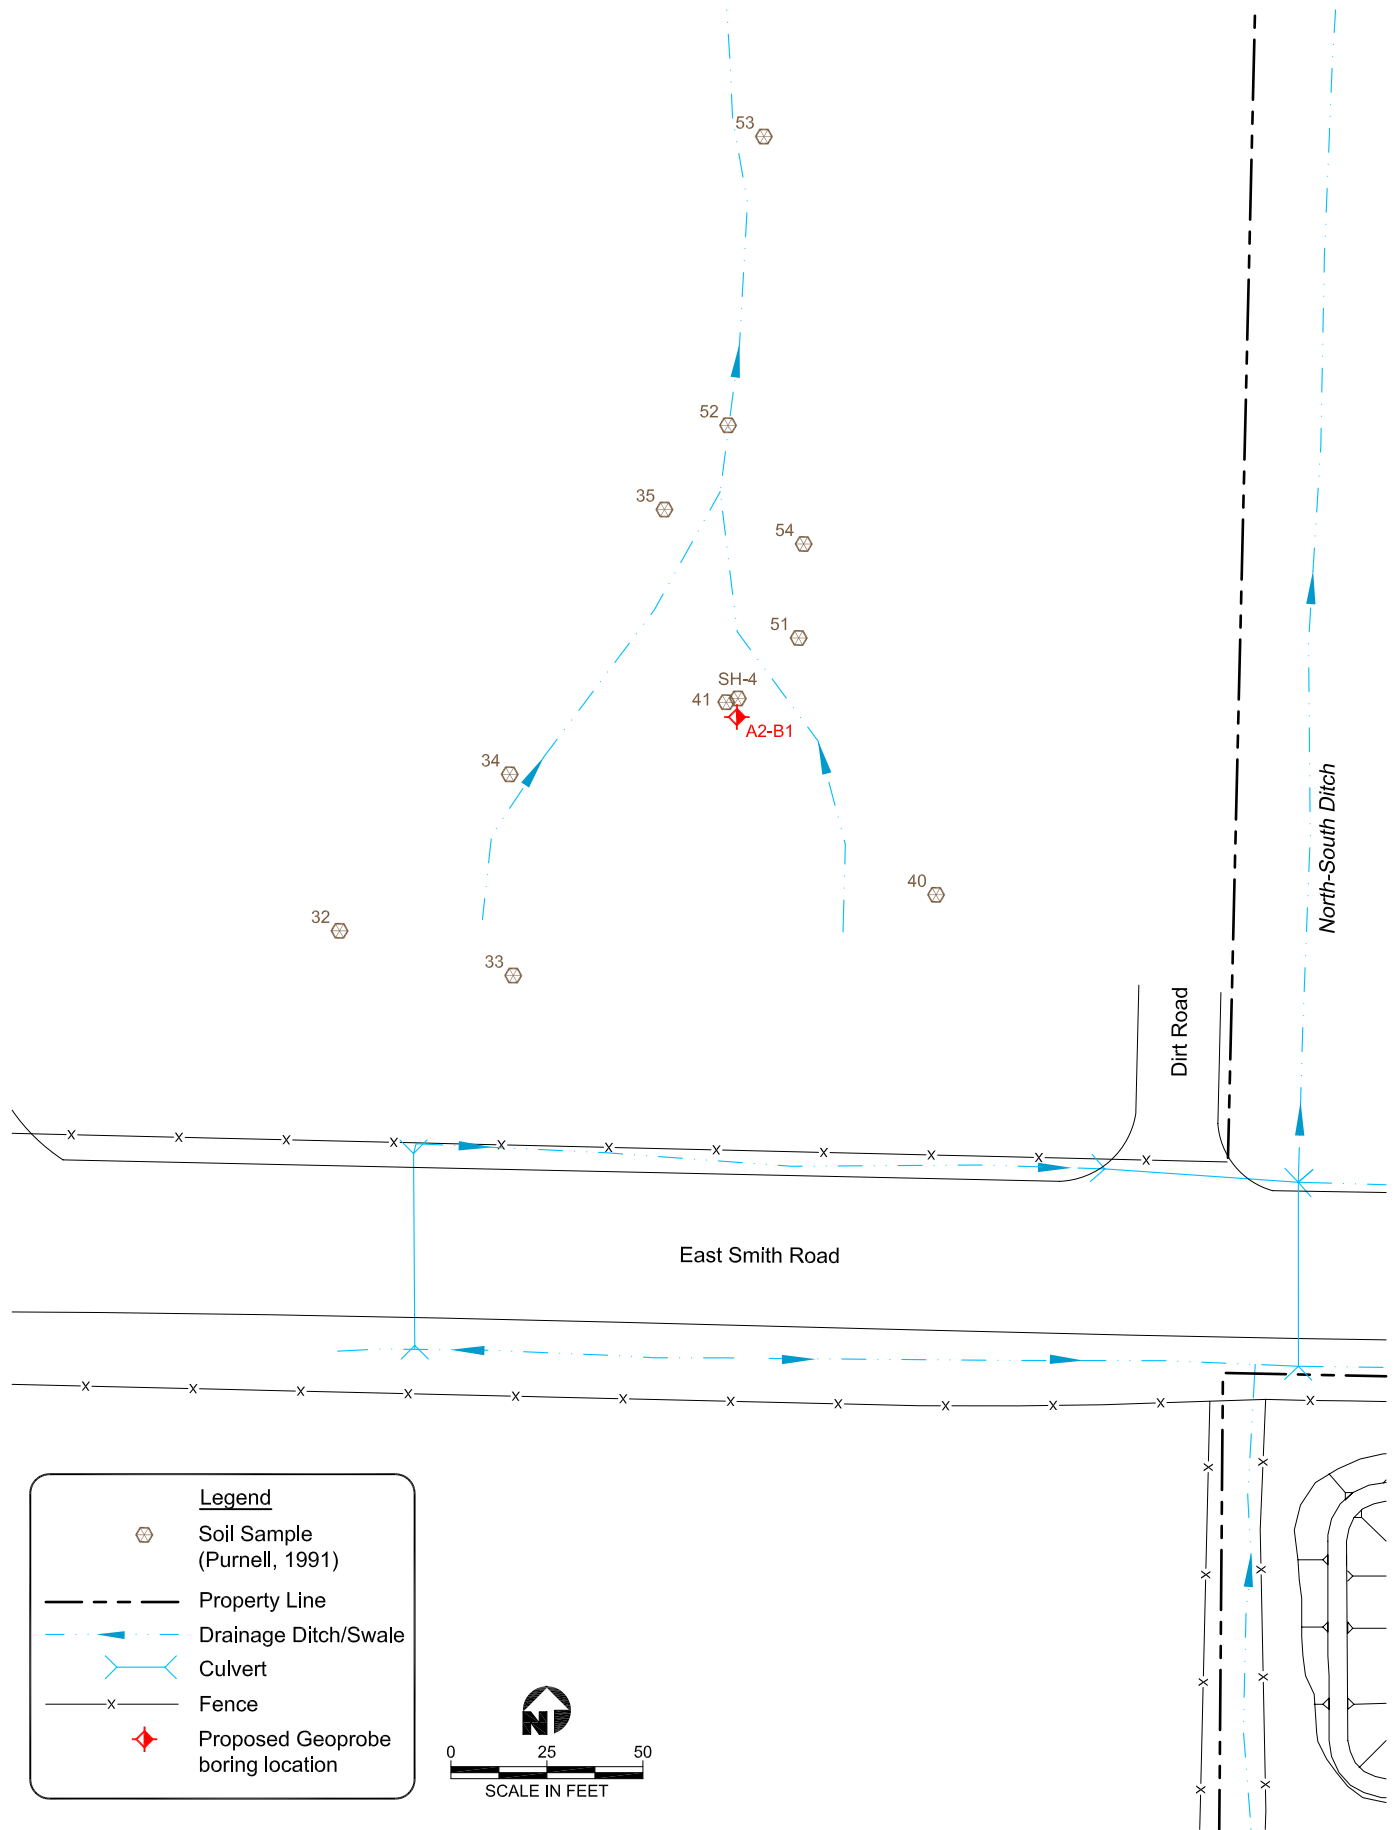 53
52
35
54
51
SH-4
41
A2-B1
34
40
32
33
North-South Ditch
Dirt Road
East Smith Road
Legend
Soil Sample
(Purnell, 1991)
Property Line
Drainage Ditch/Swale
Culvert
Fence
Proposed Geoprobe
boring location
N
0 25 50
SCALE IN FEET